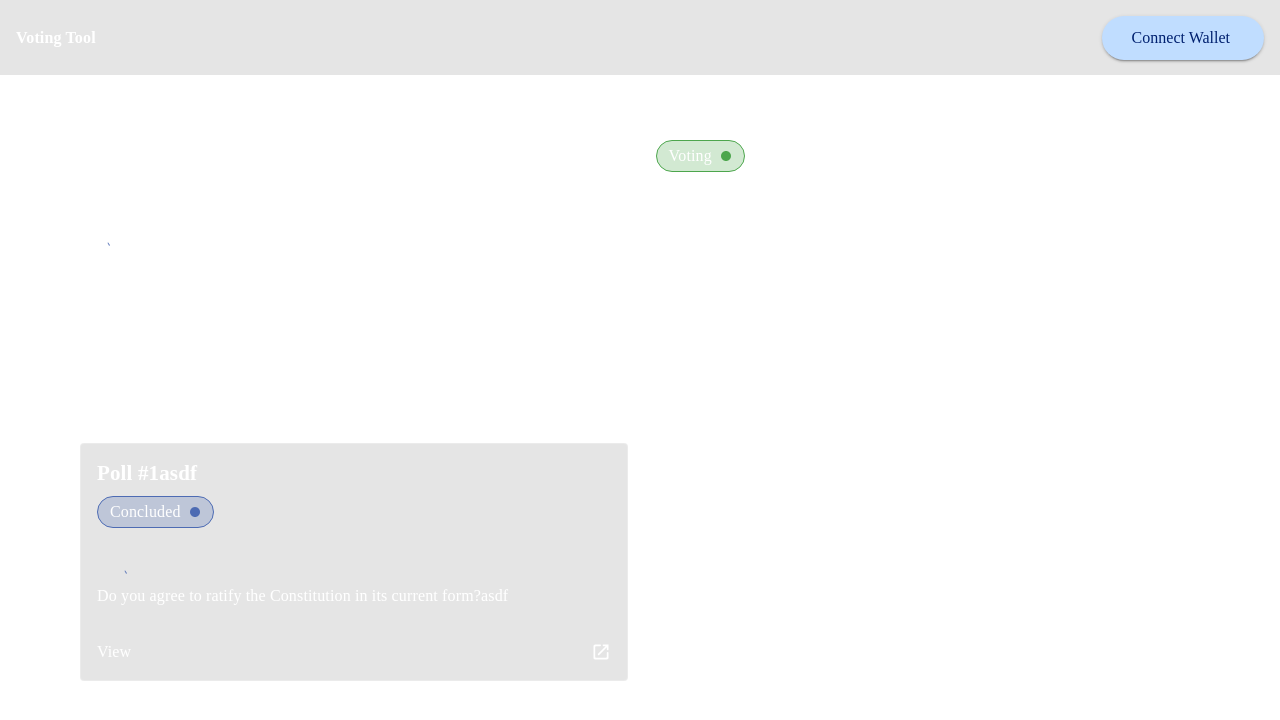 Voting Tool
Connect Wallet
Voting
`
Poll #1asdf
Concluded
`
Do you agree to ratify the Constitution in its current form?asdf
View